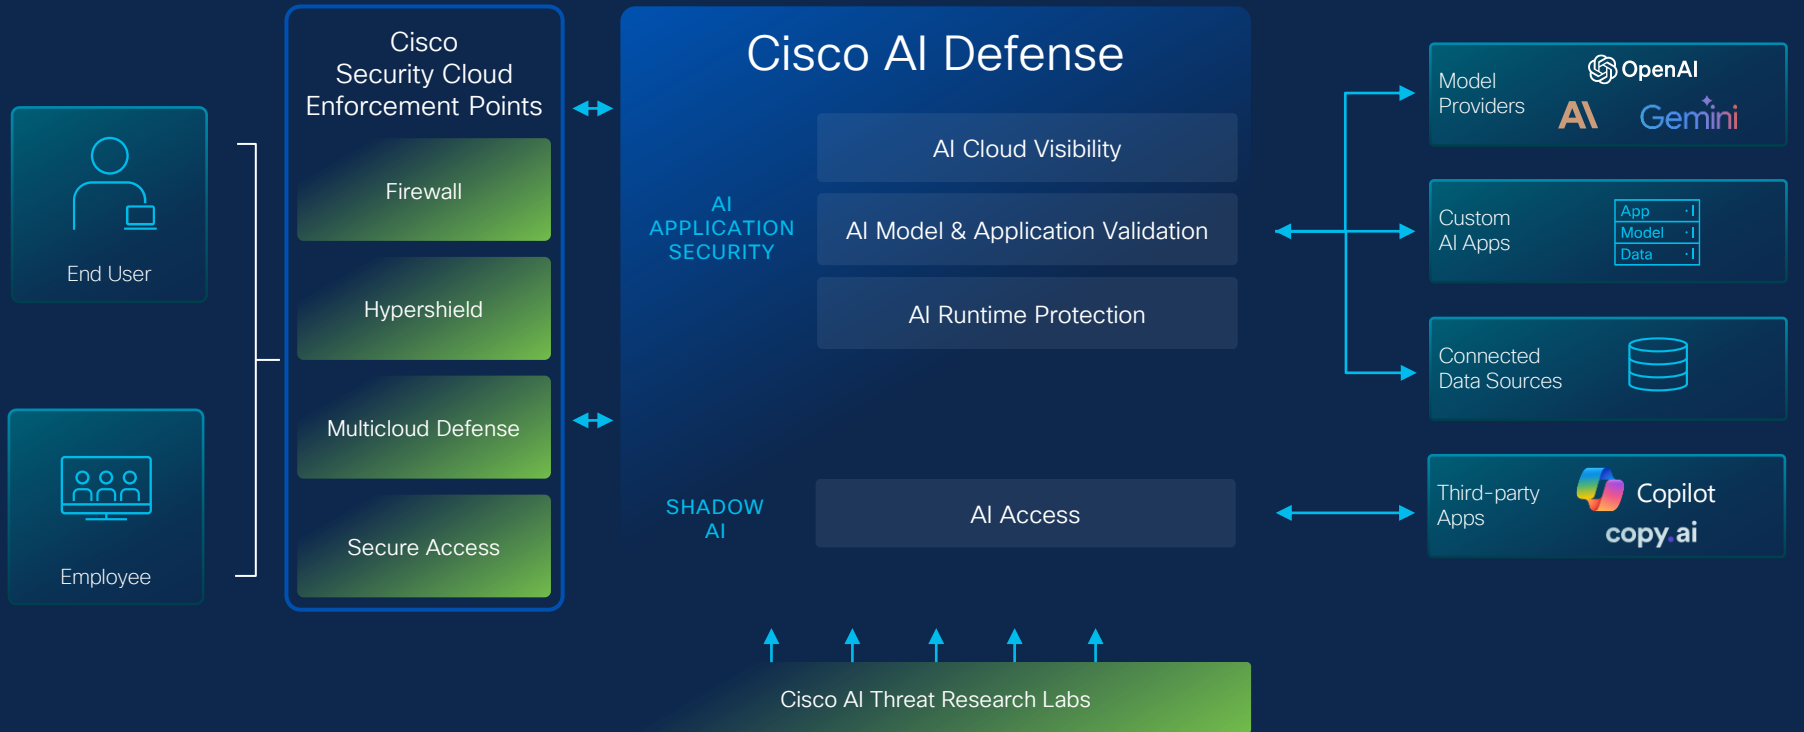 End User
Employee
Cisco
Security Cloud
Enforcement Points
Firewall
Hypershield
Multicloud Defense
Secure Access
Cisco AI Defense
AI
APPLICATION
SECURITY
AI Cloud Visibility
AI Model & Application Validation
AI Runtime Protection
SHADOW
AI
AI Access
Cisco AI Threat Research Labs
Model
Providers
OpenAI
A\
Gemini
Custom
AI Apps
App
Model
Data
Connected
Data Sources
Third-party
Apps
Copilot
copy.ai